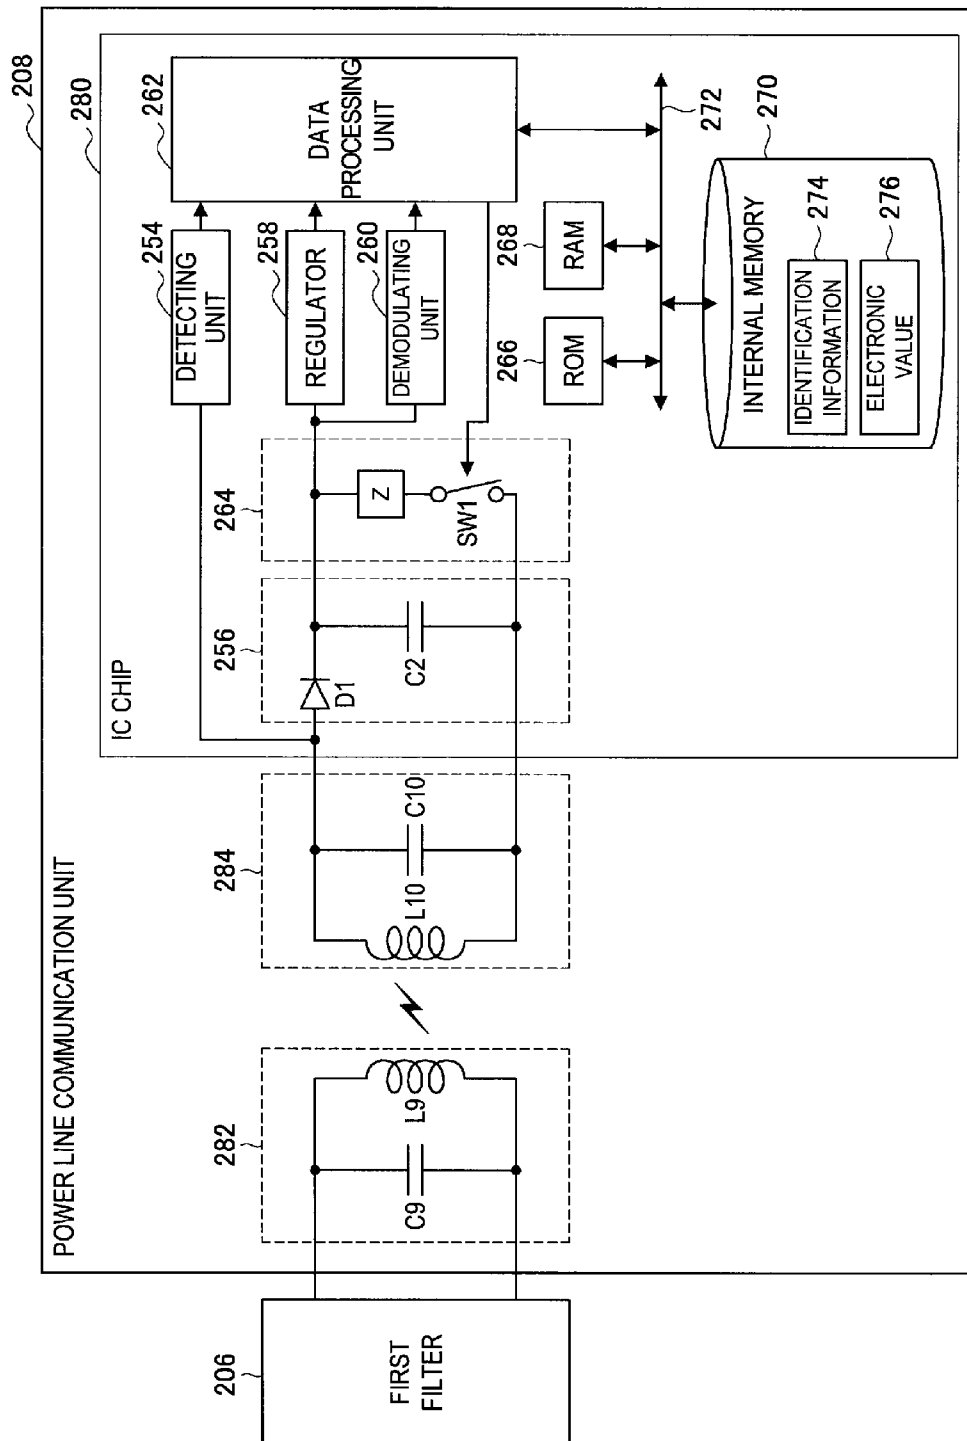 208
POWER LINE COMMUNICATION UNIT
280
IC CHIP
206
FIRST
FILTER
282
C9
L9
284
L10
C10
256
D1
C2
264
Z
SW1
254
DETECTING
UNIT
258
REGULATOR
260
DEMODULATING
UNIT
262
DATA
PROCESSING
UNIT
266
ROM
268
RAM
272
270
INTERNAL MEMORY
274
IDENTIFICATION
INFORMATION
276
ELECTRONIC
VALUE